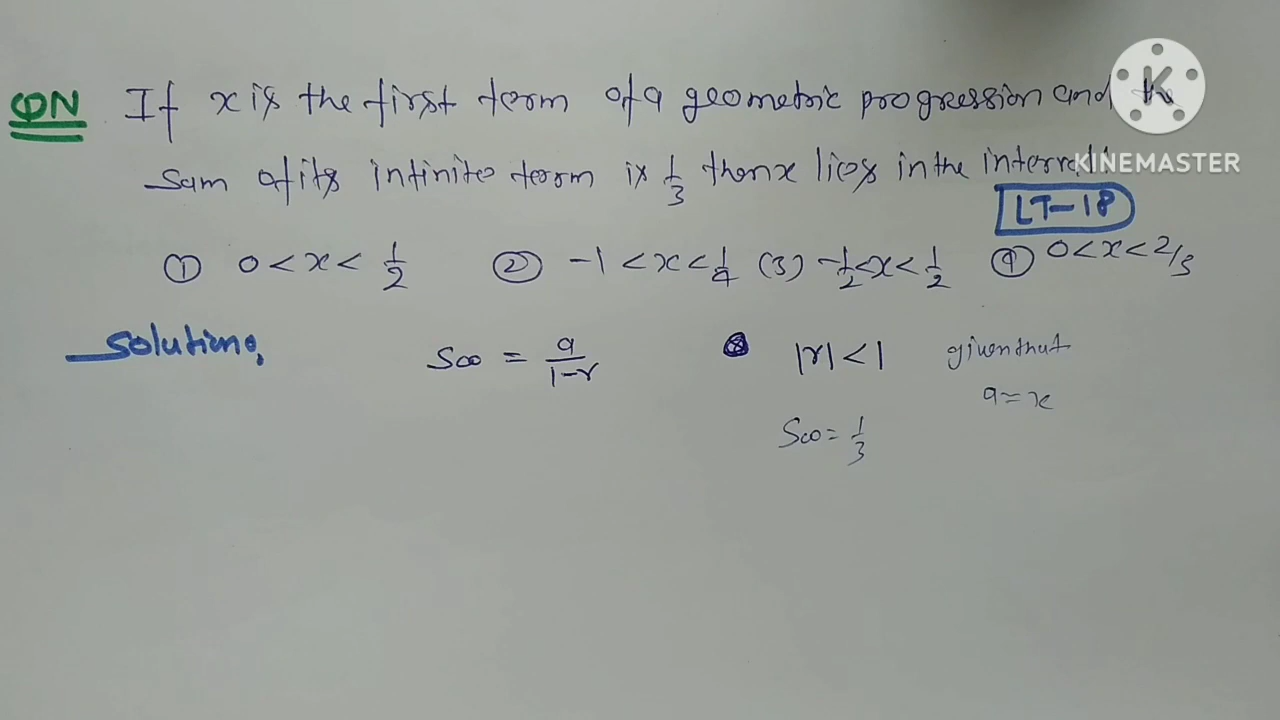 QN If x is the first term of a geometric progression and the
Sum of its infinite term is 1/3 then x lies in the interval
KINEMASTER
LT-18
① 0 < x < 1/2 ② -1 < x < 1/4 (3) -1/2 < x < 1/2 ④ 0 < x < 2/3
Solution,
S∞ = a/1-r |r| < 1 given that
a = x
S∞ = 1/3